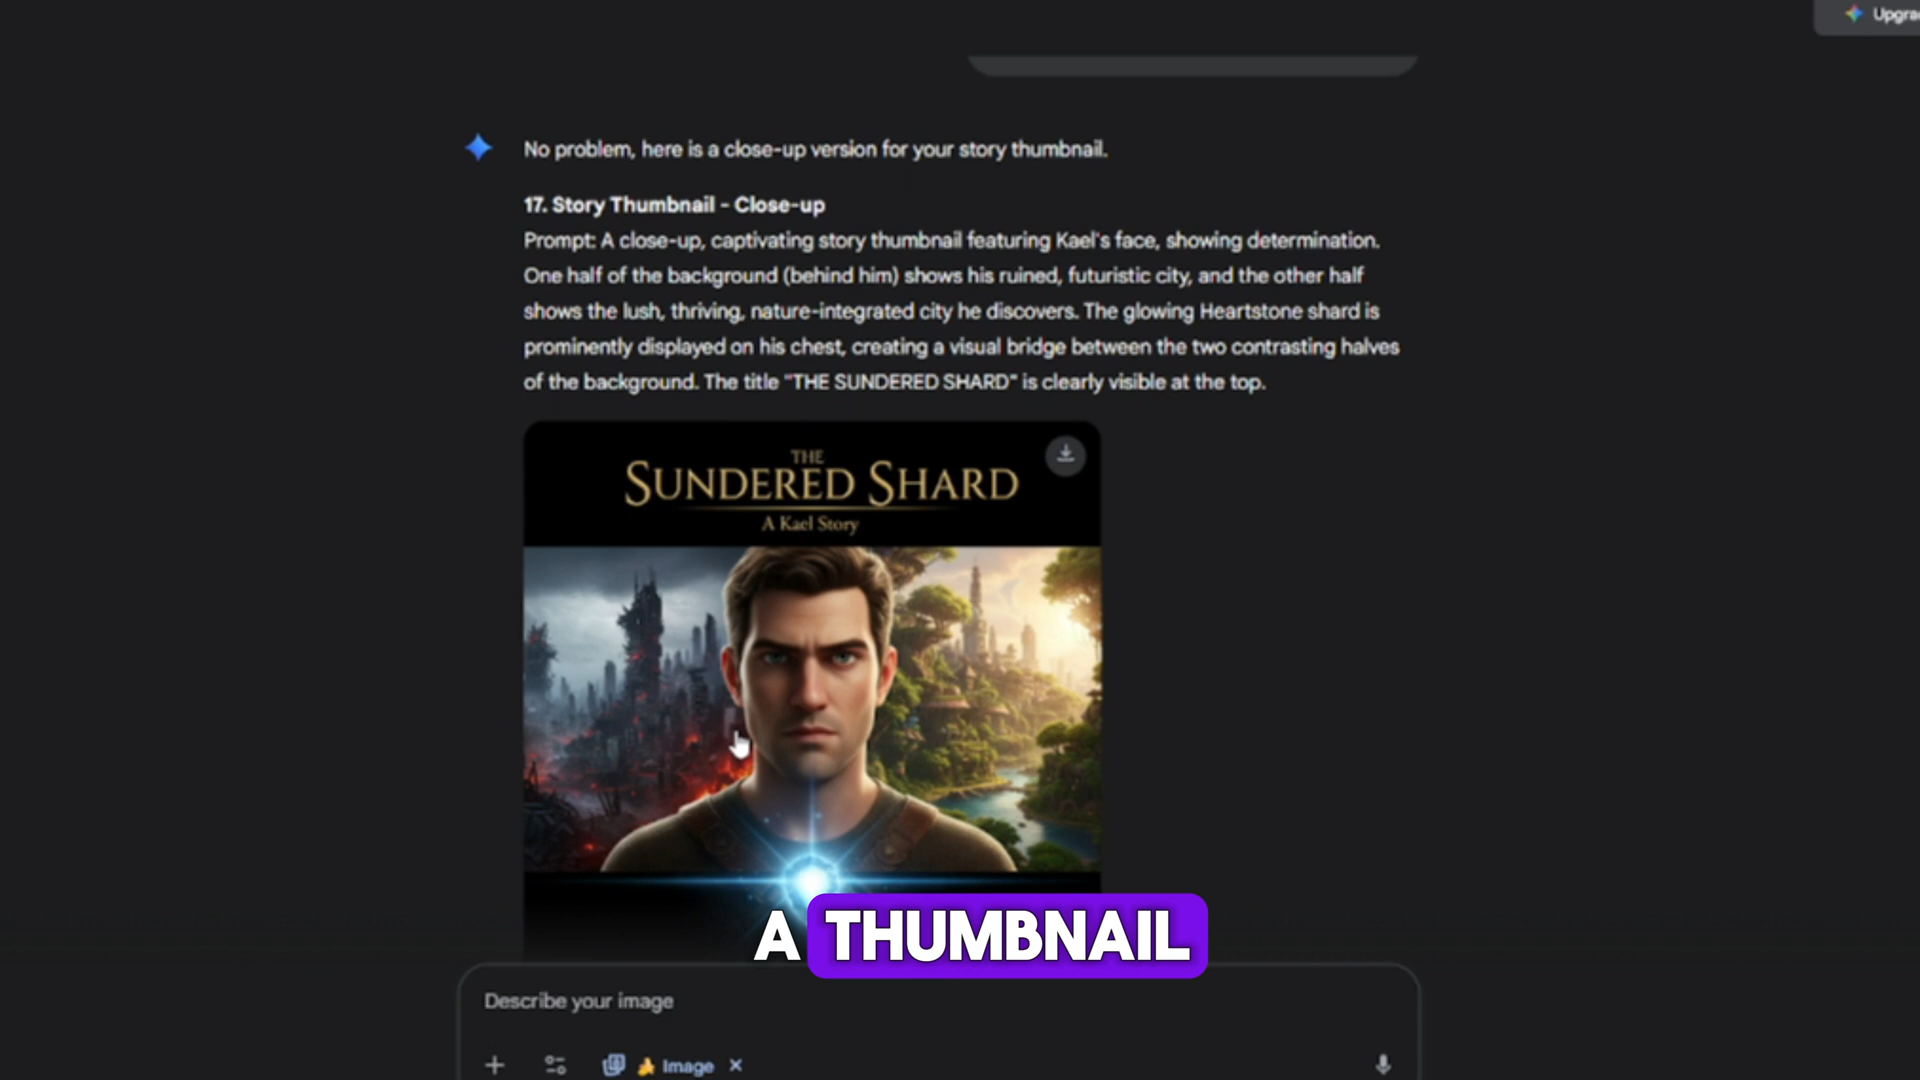 Upgra
No problem, here is a close-up version for your story thumbnail.
17. Story Thumbnail - Close-up
Prompt: A close-up, captivating story thumbnail featuring Kael's face, showing determination.
One half of the background (behind him) shows his ruined, futuristic city, and the other half
shows the lush, thriving, nature-integrated city he discovers. The glowing Heartstone shard is
prominently displayed on his chest, creating a visual bridge between the two contrasting halves
of the background. The title "THE SUNDERED SHARD" is clearly visible at the top.
THE
SUNDERED SHARD
A Kael Story
A THUMBNAIL
Describe your image
Image